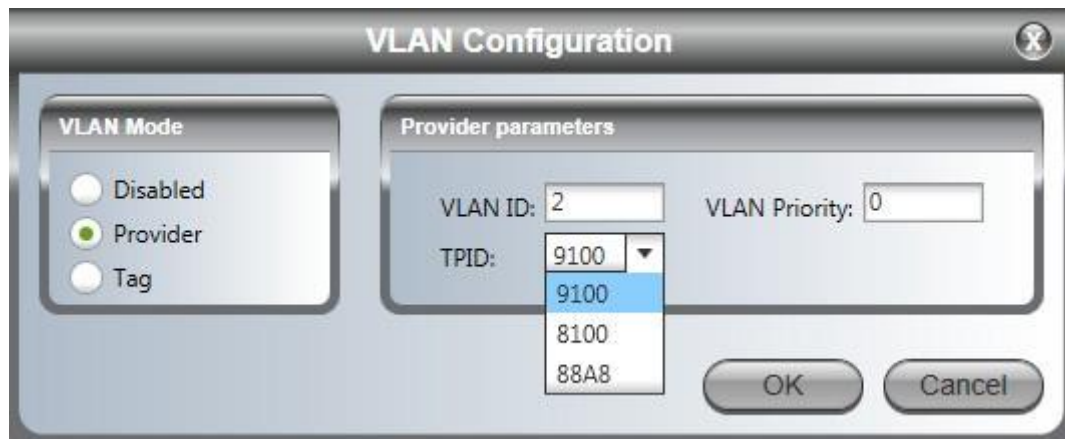 VLAN Configuration
X
VLAN Mode
Disabled
Provider
Tag
Provider parameters
VLAN ID: 2
VLAN Priority: 0
TPID: 9100
9100
8100
88A8
OK
Cancel